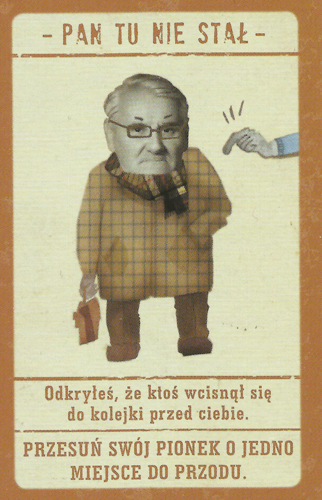 - PAN TU NIE STAŁ -
Odkryłeś, że ktoś wcisnął się
do kolejki przed ciebie.
PRZESUŃ SWÓJ PIONEK O JEDNO
MIEJSCE DO PRZODU.